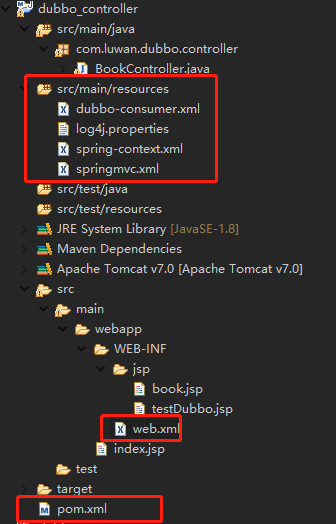 dubbo_controller
src/main/java
com.luwan.dubbo.controller
BookController.java
src/main/resources
dubbo-consumer.xml
log4j.properties
spring-context.xml
springmvc.xml
src/test/java
src/test/resources
JRE System Library [JavaSE-1.8]
Maven Dependencies
Apache Tomcat v7.0 [Apache Tomcat v7.0]
src
main
webapp
WEB-INF
jsp
book.jsp
testDubbo.jsp
web.xml
index.jsp
test
target
pom.xml